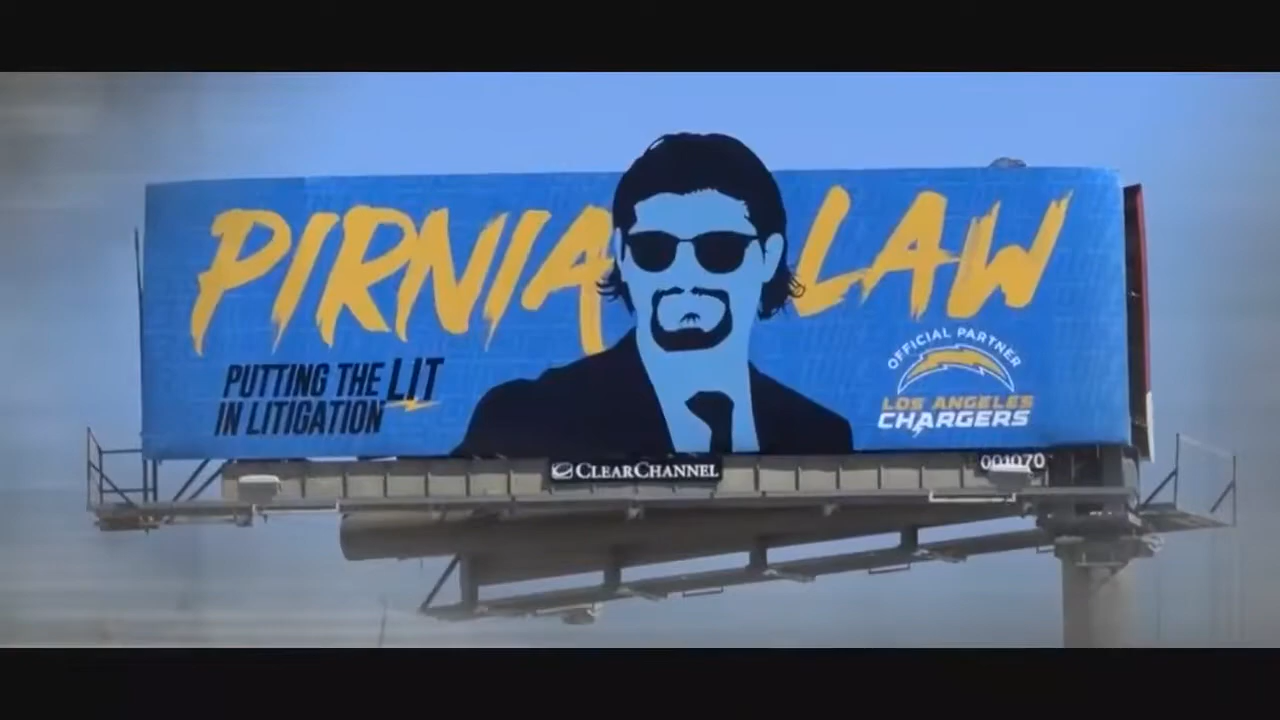 PIRNIA LAW
PUTTING THE LIT
IN LITIGATION
OFFICIAL PARTNER
LOS ANGELES
CHARGERS
CLEARCHANNEL
001070